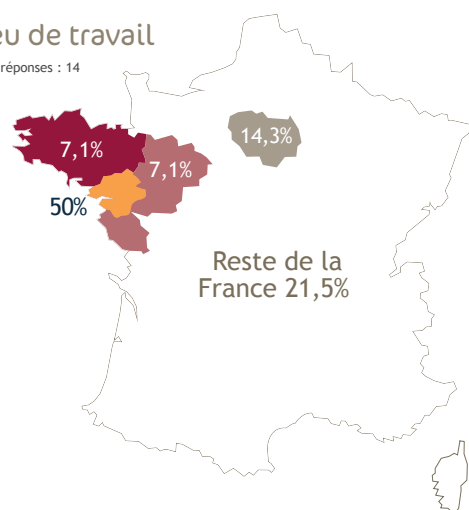 eu de travail
réponses : 14
7,1%
14,3%
7,1%
50%
Reste de la
France 21,5%